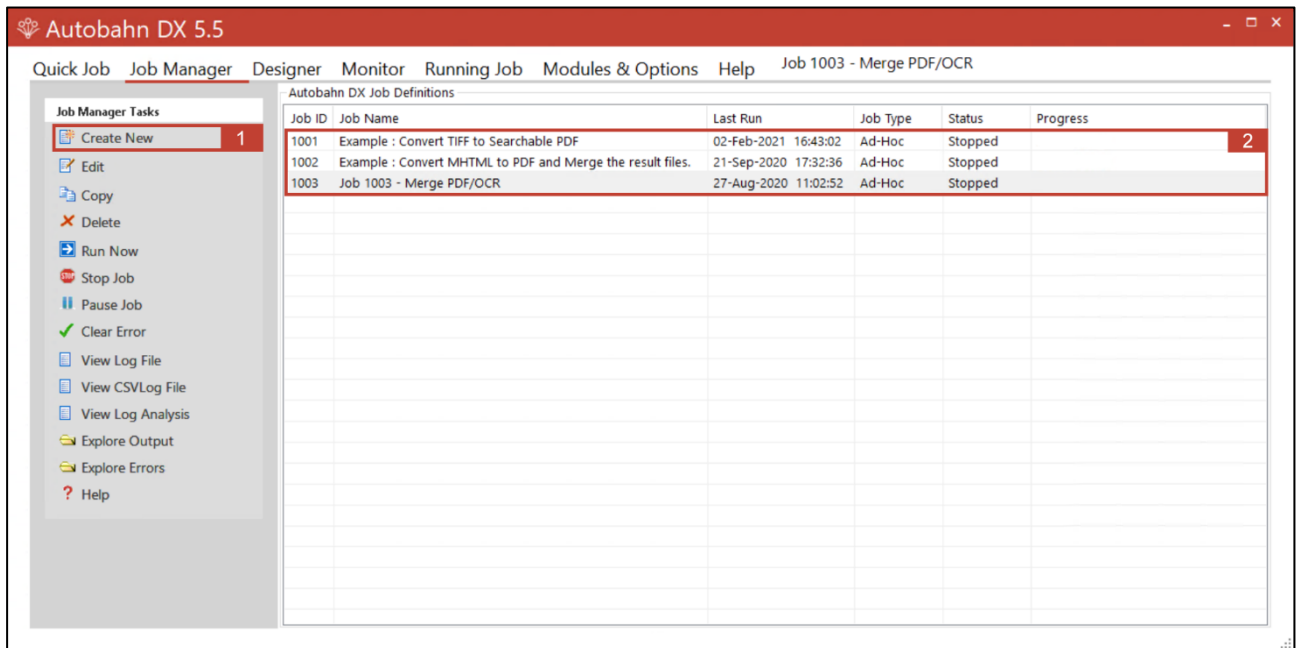 Autobahn DX 5.5
Quick Job Job Manager Designer Monitor Running Job Modules & Options Help Job 1003 - Merge PDF/OCR
Job Manager Tasks
Create New 1
Edit
Copy
Delete
Run Now
STOP Stop Job
Pause Job
Clear Error
View Log File
View CSVLog File
View Log Analysis
Explore Output
Explore Errors
? Help
Autobahn DX Job Definitions
Job ID Job Name Last Run Job Type Status Progress
1001 Example : Convert TIFF to Searchable PDF 02-Feb-2021 16:43:02 Ad-Hoc Stopped 2
1002 Example : Convert MHTML to PDF and Merge the result files. 21-Sep-2020 17:32:36 Ad-Hoc Stopped
1003 Job 1003 - Merge PDF/OCR 27-Aug-2020 11:02:52 Ad-Hoc Stopped